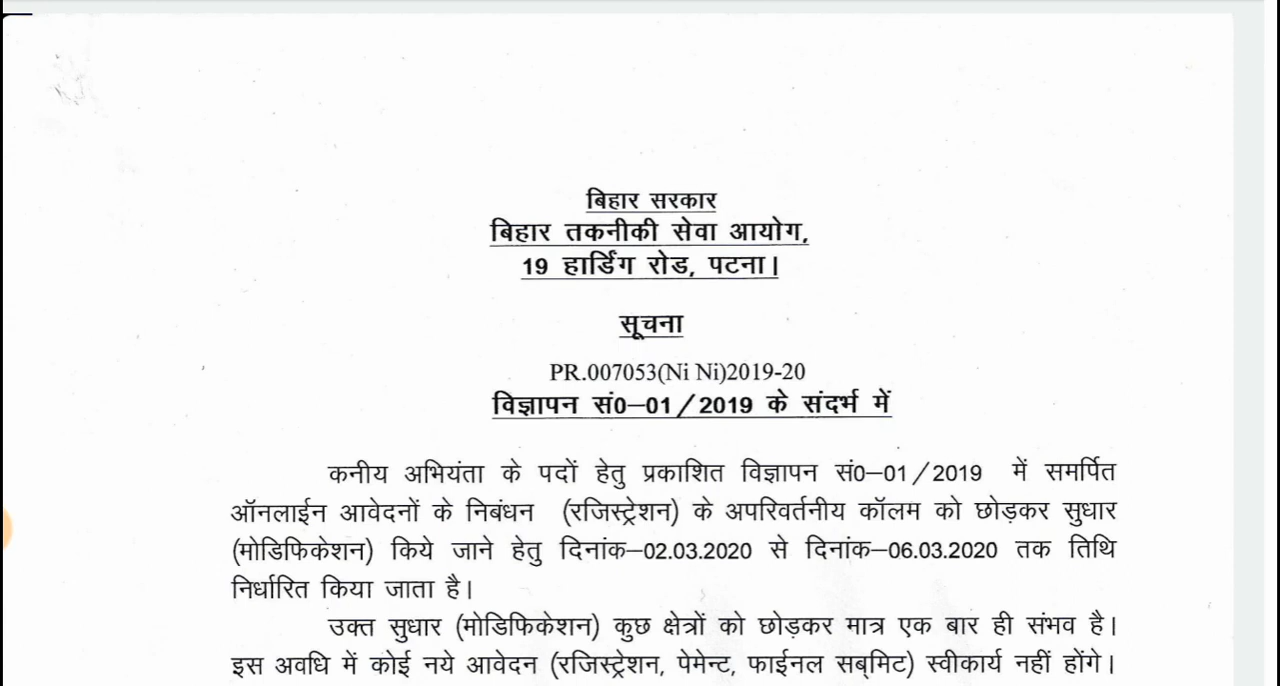 बिहार सरकार
बिहार तकनीकी सेवा आयोग,
19 हार्डिंग रोड, पटना।
सूचना
PR.007053(Ni Ni)2019-20
विज्ञापन सं0–01/2019 के संदर्भ में
कनीय अभियंता के पदों हेतु प्रकाशित विज्ञापन सं0–01/2019 में समर्पित
ऑनलाईन आवेदनों के निबंधन (रजिस्ट्रेशन) के अपरिवर्तनीय कॉलम को छोड़कर सुधार
(मोडिफिकेशन) किये जाने हेतु दिनांक–02.03.2020 से दिनांक–06.03.2020 तक तिथि
निर्धारित किया जाता है।
उक्त सुधार (मोडिफिकेशन) कुछ क्षेत्रों को छोड़कर मात्र एक बार ही संभव है।
इस अवधि में कोई नये आवेदन (रजिस्ट्रेशन, पेमेन्ट, फाईनल सब्‌मिट) स्वीकार्य नहीं होंगे।